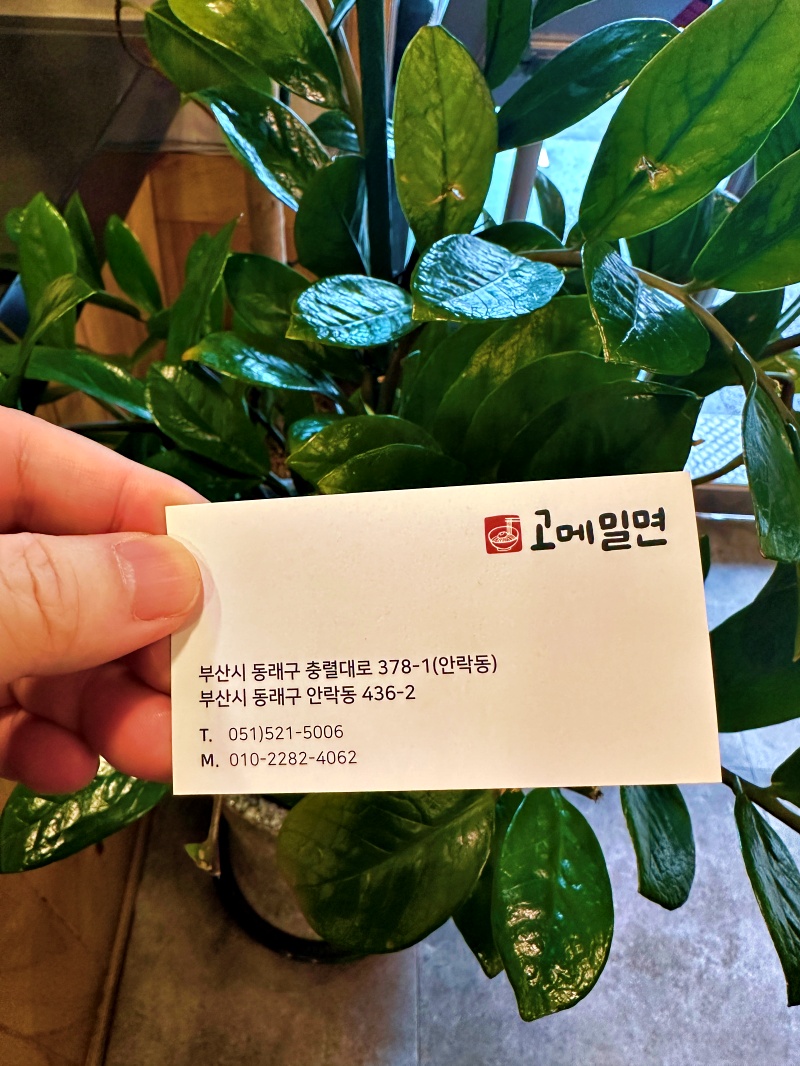 고메밀면
부산시 동래구 충렬대로 378-1(안락동)
부산시 동래구 안락동 436-2
T. 051)521-5006
M. 010-2282-4062